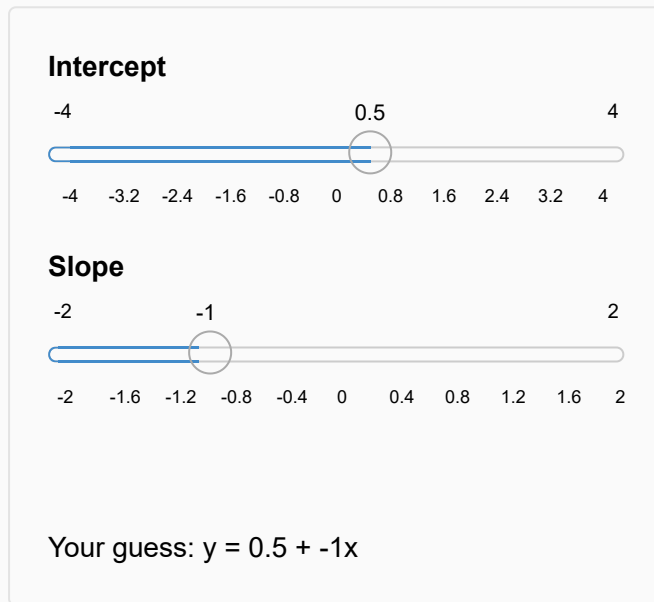 Intercept
-4 0.5 4
-4 -3.2 -2.4 -1.6 -0.8 0 0.8 1.6 2.4 3.2 4
Slope
-2 -1 2
-2 -1.6 -1.2 -0.8 -0.4 0 0.4 0.8 1.2 1.6 2
Your guess: y = 0.5 + -1x